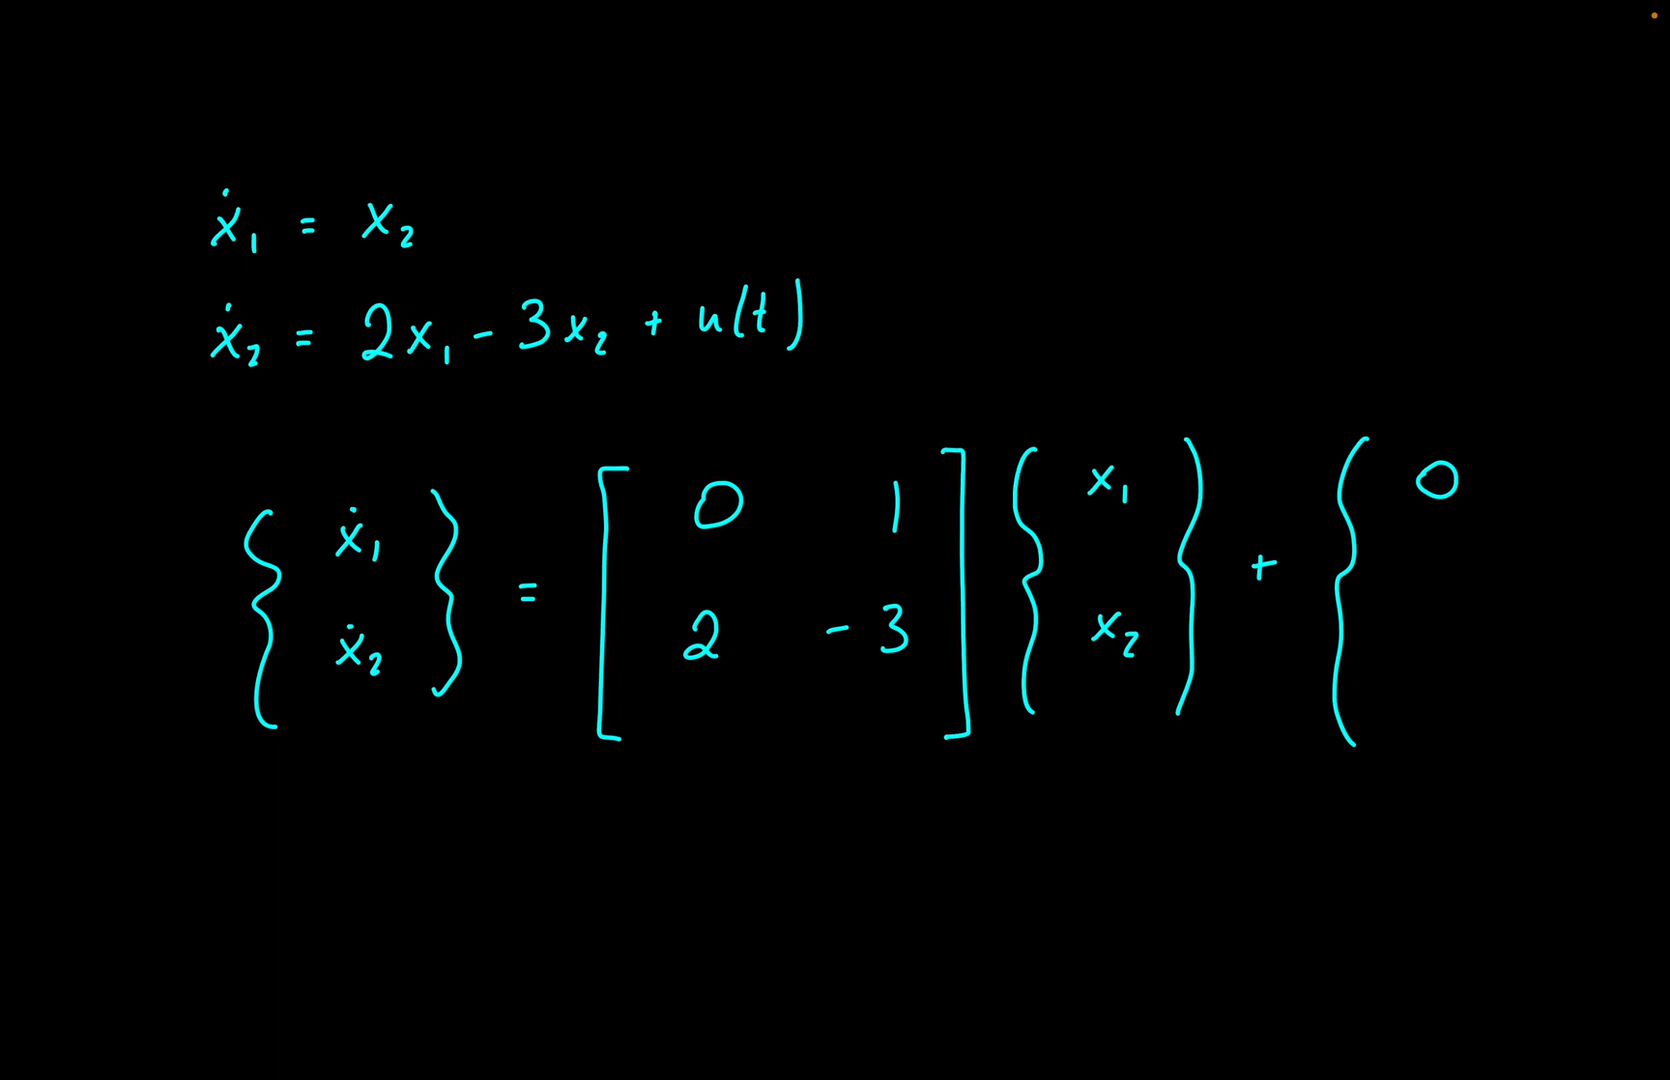 ẋ₁ = x₂
ẋ₂ = 2x₁ - 3x₂ + u(t)
{ẋ₁ ẋ₂} = [0 1 2 -3] {x₁ x₂} + {0